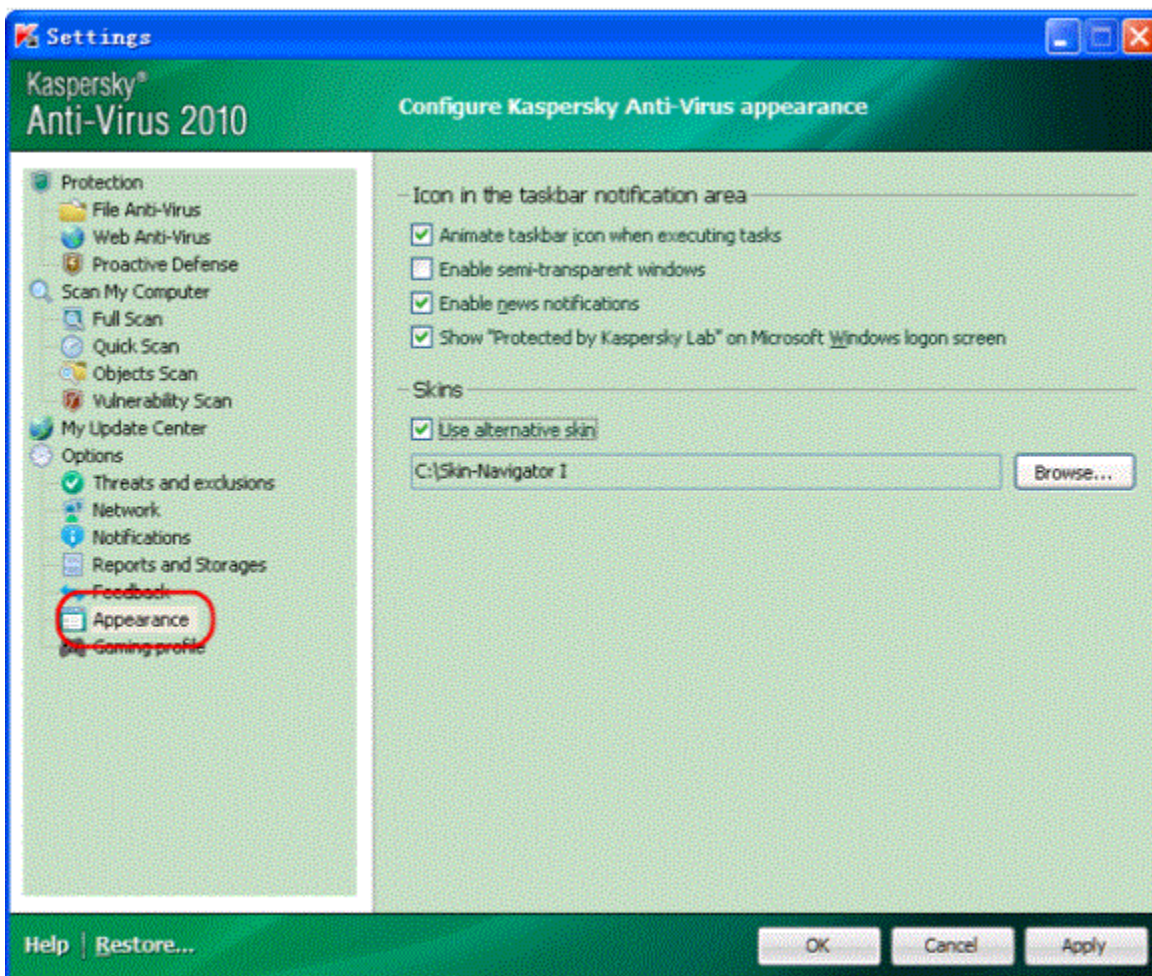 Settings
Kaspersky®
Anti-Virus 2010
Configure Kaspersky Anti-Virus appearance
Protection
File Anti-Virus
Web Anti-Virus
Proactive Defense
Scan My Computer
Full Scan
Quick Scan
Objects Scan
Vulnerability Scan
My Update Center
Options
Threats and exclusions
Network
Notifications
Reports and Storages
Feedback
Appearance
Gaming profile
Icon in the taskbar notification area
Animate taskbar icon when executing tasks
Enable semi-transparent windows
Enable news notifications
Show "Protected by Kaspersky Lab" on Microsoft Windows logon screen
Skins
Use alternative skin
C:\Skin-Navigator I
Browse...
Help | Restore...
OK
Cancel
Apply